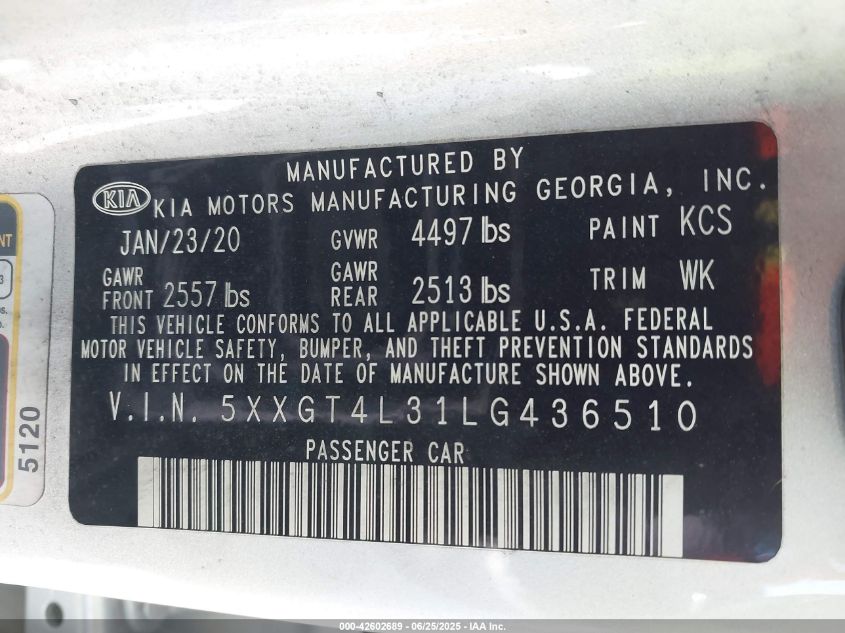 MANUFACTURED BY
KIA KIA MOTORS MANUFACTURING GEORGIA, INC.
JAN/23/20 GVWR 4497 lbs PAINT KCS
GAWR FRONT 2557 lbs GAWR REAR 2513 lbs TRIM WK
THIS VEHICLE CONFORMS TO ALL APPLICABLE U.S.A. FEDERAL
MOTOR VEHICLE SAFETY, BUMPER, AND THEFT PREVENTION STANDARDS
IN EFFECT ON THE DATE OF MANUFACTURE SHOWN ABOVE.
V.I.N. 5XXGT4L31LG436510
PASSENGER CAR
5120
000-42602689 - 06/25/2025 - IAA Inc.